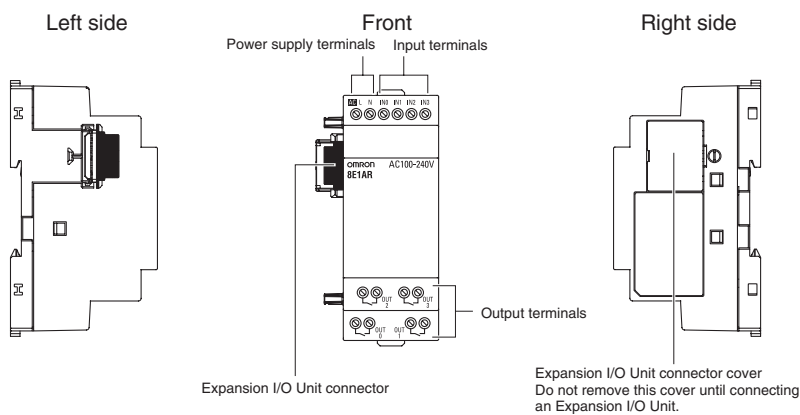 Left side
Front
Right side
Power supply terminals
Input terminals
AC L N IN0 IN1 IN2 IN3
OMRON AC100-240V
8E1AR
OUT 2
OUT 3
Output terminals
OUT 0
OUT 1
Expansion I/O Unit connector
Expansion I/O Unit connector cover
Do not remove this cover until connecting
an Expansion I/O Unit.